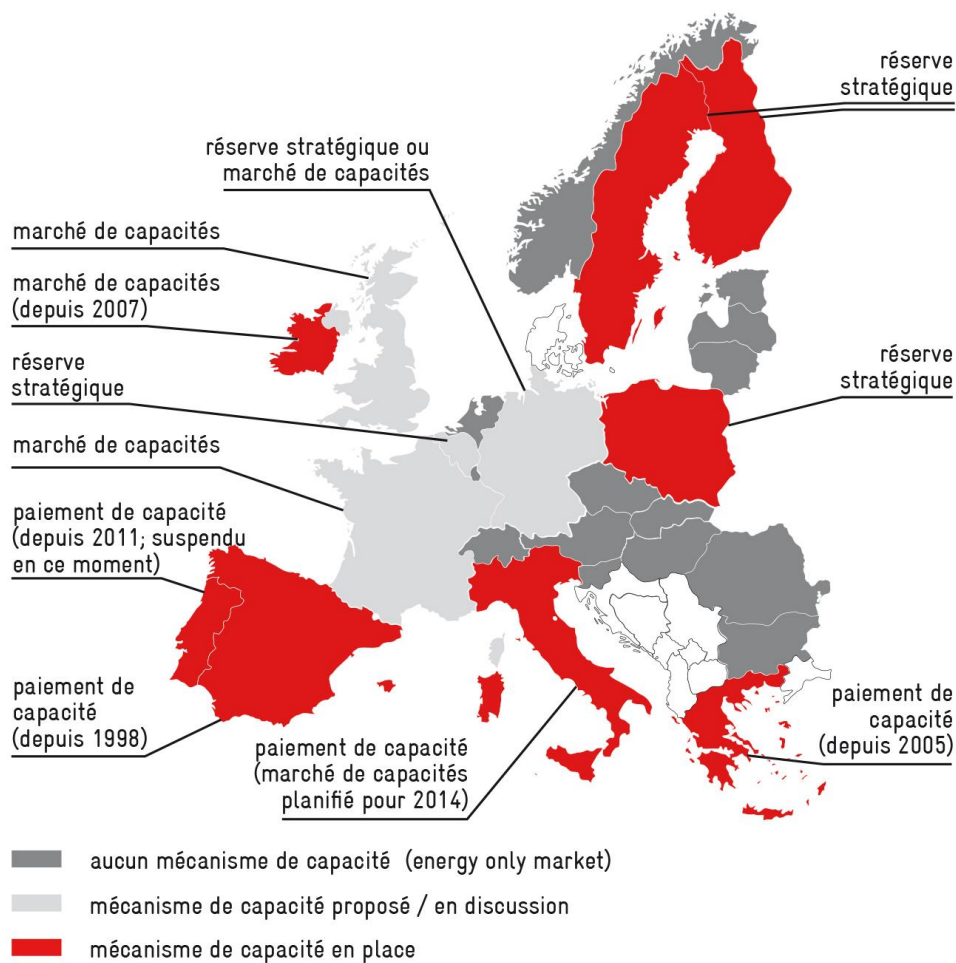 réserve
stratégique
réserve stratégique ou
marché de capacités
marché de capacités
marché de capacités
(depuis 2007)
réserve
stratégique
réserve
stratégique
marché de capacités
paiement de capacité
(depuis 2011; suspendu
en ce moment)
paiement de
capacité
(depuis 1998)
paiement de capacité
(marché de capacités
planifié pour 2014)
paiement de
capacité
(depuis 2005)
aucun mécanisme de capacité (energy only market)
mécanisme de capacité proposé / en discussion
mécanisme de capacité en place